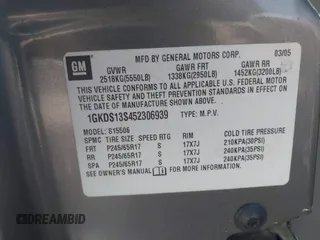 GM
MFD BY GENERAL MOTORS CORP. 03/05
GVWR GAWR FRT GAWR RR
2518KG(5550LB) 1338KG(2950LB) 1452KG(3200LB)
THIS VEHICLE CONFORMS TO ALL APPLICABLE U.S. FEDERAL MOTOR
VEHICLE SAFETY AND THEFT PREVENTION STANDARDS IN EFFECT ON
THE DATE OF MANUFACTURE SHOWN ABOVE.
1GKDS13S452306939 TYPE: M.P.V.
MODEL: S15506
SPMC TIRE SIZE SPEED RTG RIM COLD TIRE PRESSURE
FRT P245/65R17 S 17X7J 210KPA(30PSI)
RR P245/65R17 S 17X7J 240KPA(35PSI)
SPA P245/65R17 S 17X7J 240KPA(35PSI)
SEE OWNER'S MANUAL FOR ADDITIONAL INFORMATION.
© DREAMBID